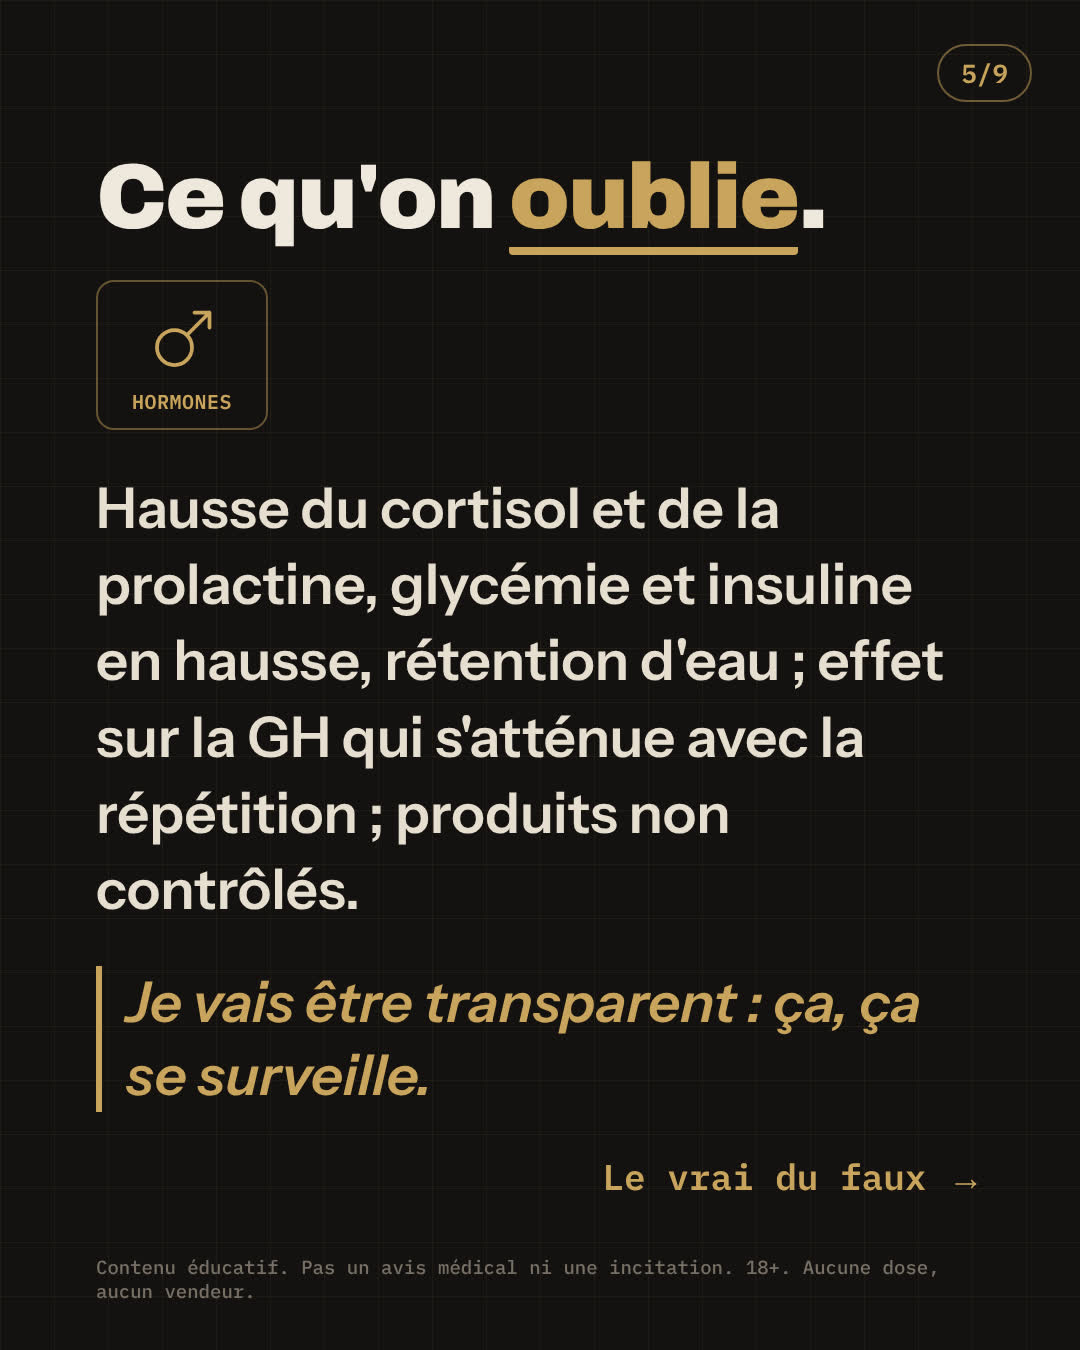 5/9
Ce qu'on oublie.
HORMONES
Hausse du cortisol et de la
prolactine, glycémie et insuline
en hausse, rétention d'eau ; effet
sur la GH qui s'atténue avec la
répétition ; produits non
contrôlés.
Je vais être transparent : ça, ça
se surveille.
Le vrai du faux →
Contenu éducatif. Pas un avis médical ni une incitation. 18+. Aucune dose,
aucun vendeur.